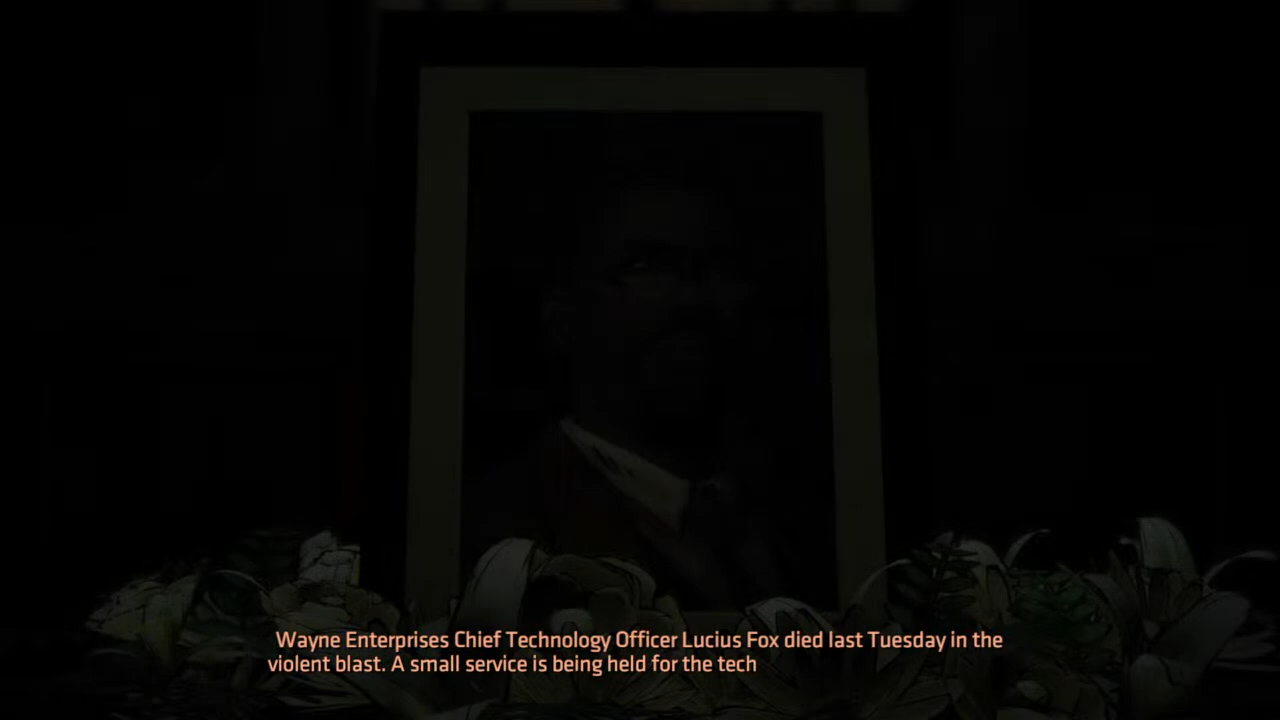 Wayne Enterprises Chief Technology Officer Lucius Fox died last Tuesday in the
violent blast. A small service is being held for the tech